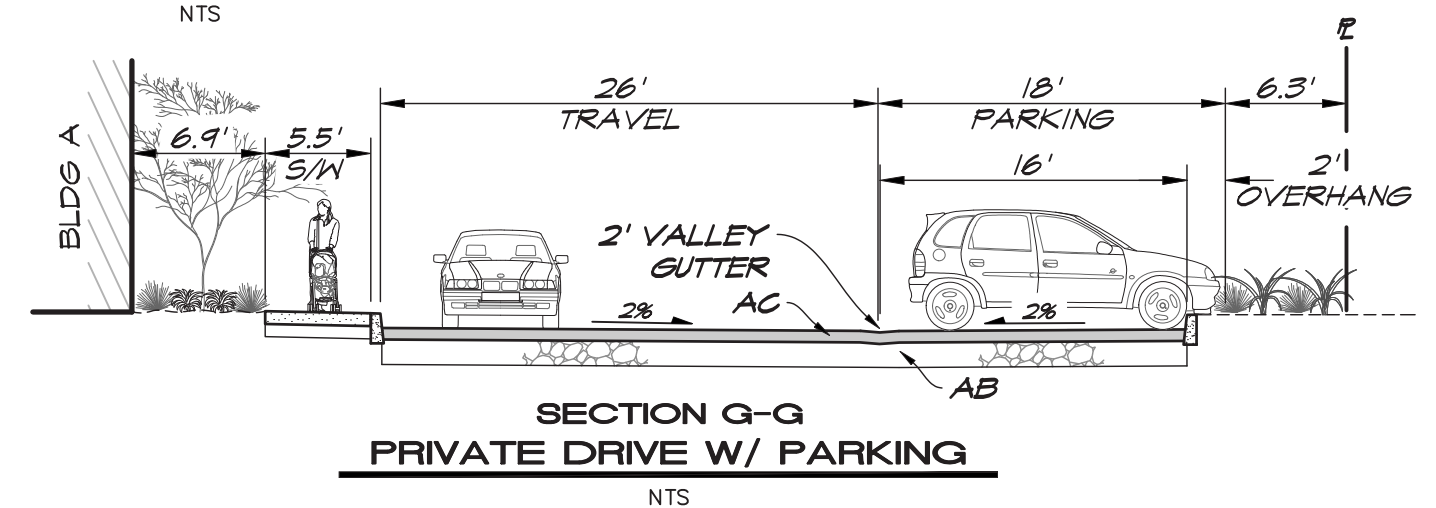 NTS
PL
26'
TRAVEL
18'
PARKING
6.3'
6.9'
5.5'
S/W
16'
2'
OVERHANG
BLDG A
2' VALLEY
GUTTER
AC
2%
2%
AB
SECTION G-G
PRIVATE DRIVE W/ PARKING
NTS